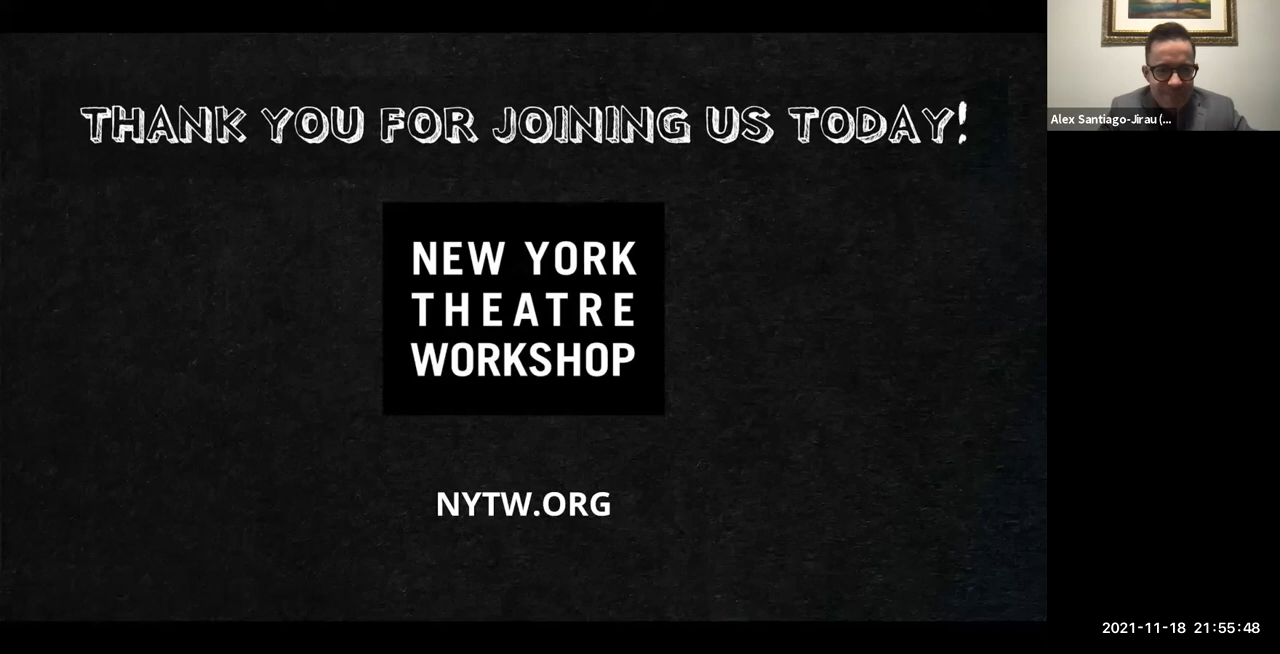 THANK YOU FOR JOINING US TODAY!
Alex Santiago-Jirau (...
NEW YORK
THEATRE
WORKSHOP
NYTW.ORG
2021-11-18 21:55:48